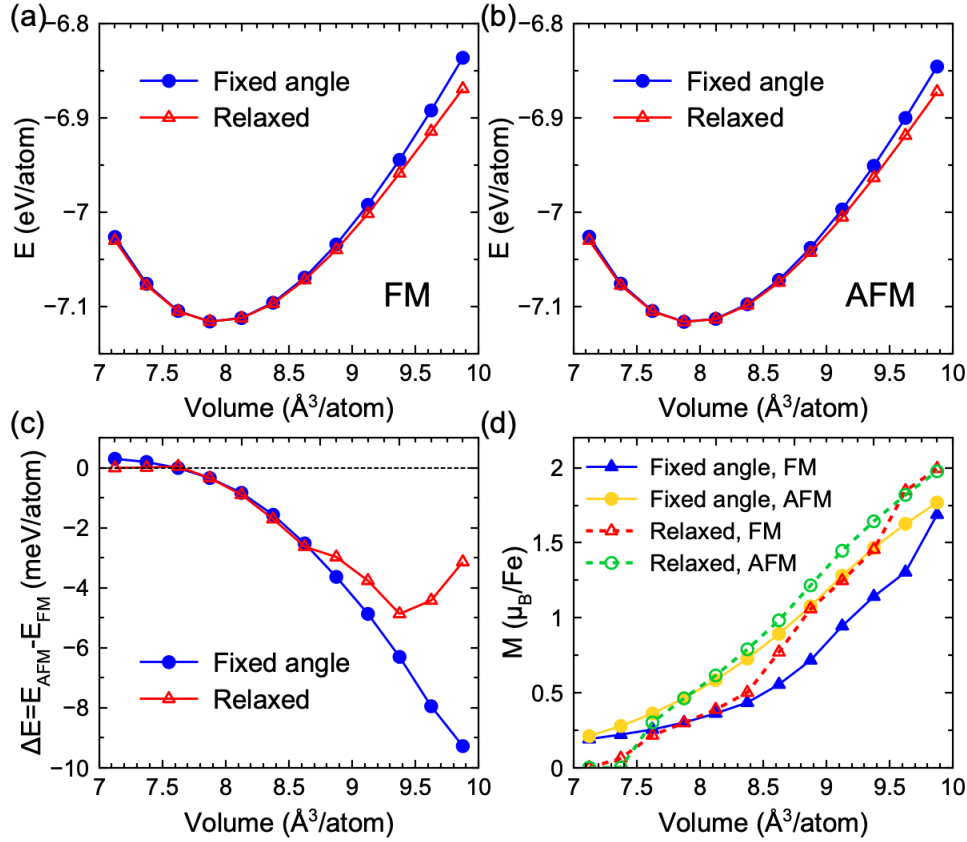 (a)
−6.8
−6.9
−7
−7.1
E (eV/atom)
Fixed angle
Relaxed
FM
7 7.5 8 8.5 9 9.5 10
Volume (Å³/atom)
(b)
−6.8
−6.9
−7
−7.1
E (eV/atom)
Fixed angle
Relaxed
AFM
7 7.5 8 8.5 9 9.5 10
Volume (Å³/atom)
(c)
0
−2
−4
−6
−8
−10
ΔE=E_AFM-E_FM (meV/atom)
Fixed angle
Relaxed
7 7.5 8 8.5 9 9.5 10
Volume (Å³/atom)
(d)
2
1.5
1
0.5
0
M (μ_B/Fe)
Fixed angle, FM
Fixed angle, AFM
Relaxed, FM
Relaxed, AFM
7 7.5 8 8.5 9 9.5 10
Volume (Å³/atom)